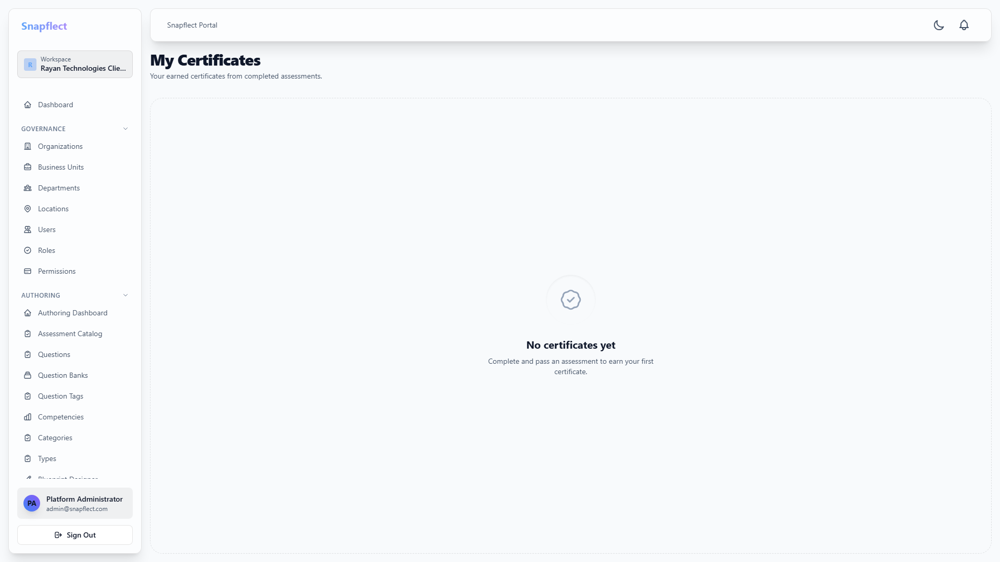 Snapflect
R
Workspace
Rayan Technologies Clie...
Dashboard
GOVERNANCE
Organizations
Business Units
Departments
Locations
Users
Roles
Permissions
AUTHORING
Authoring Dashboard
Assessment Catalog
Questions
Question Banks
Question Tags
Competencies
Categories
Types
Blueprint Designer
PA
Platform Administrator
admin@snapflect.com
Sign Out
Snapflect Portal
My Certificates
Your earned certificates from completed assessments.
No certificates yet
Complete and pass an assessment to earn your first
certificate.